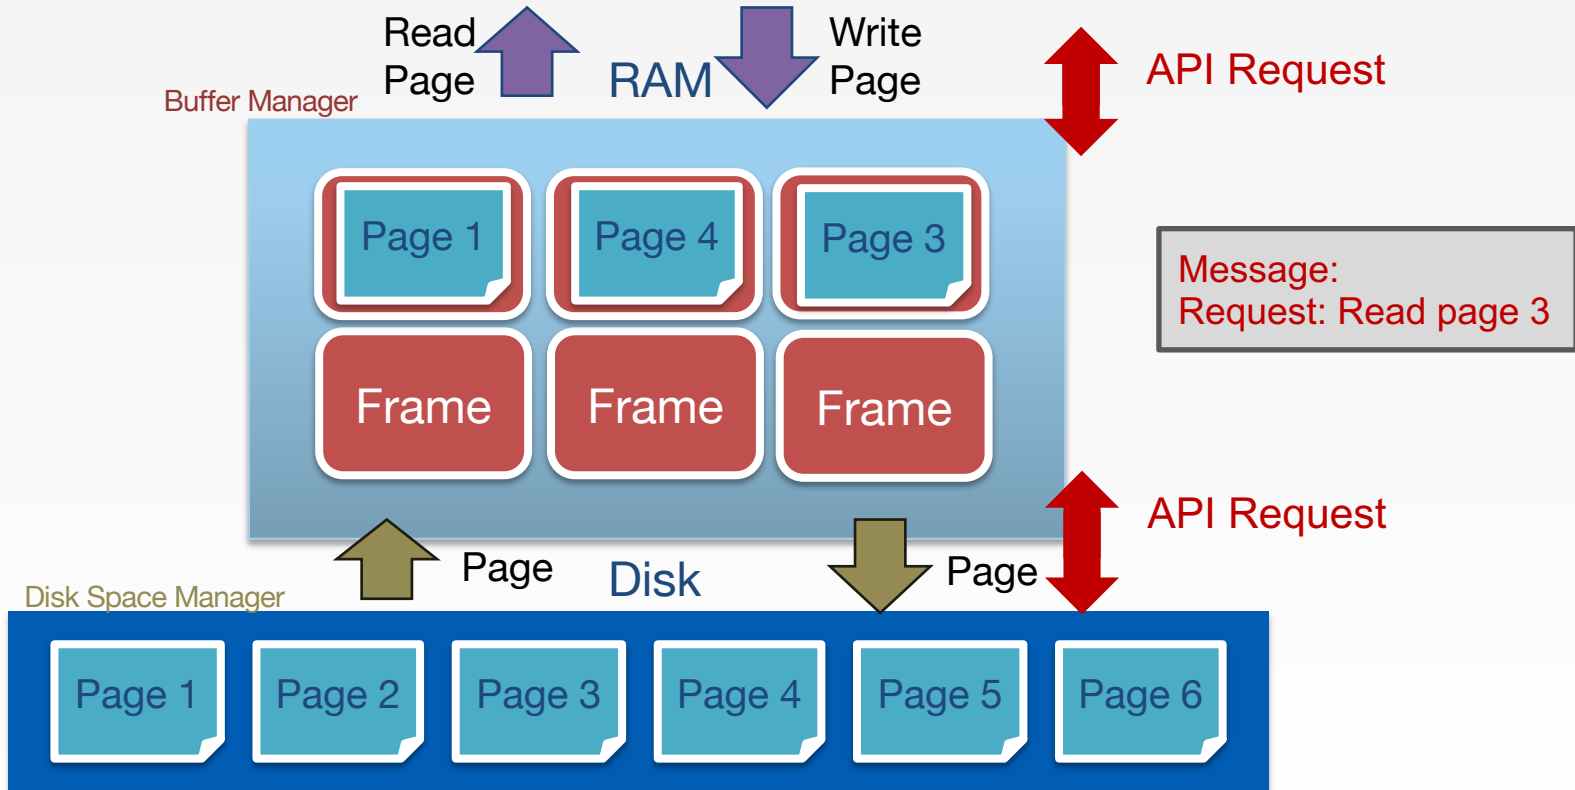 Read
Page
RAM
Write
Page
API Request
Buffer Manager
Page 1
Page 4
Page 3
Message:
Request: Read page 3
Frame
Frame
Frame
API Request
Page
Disk
Page
Disk Space Manager
Page 1
Page 2
Page 3
Page 4
Page 5
Page 6